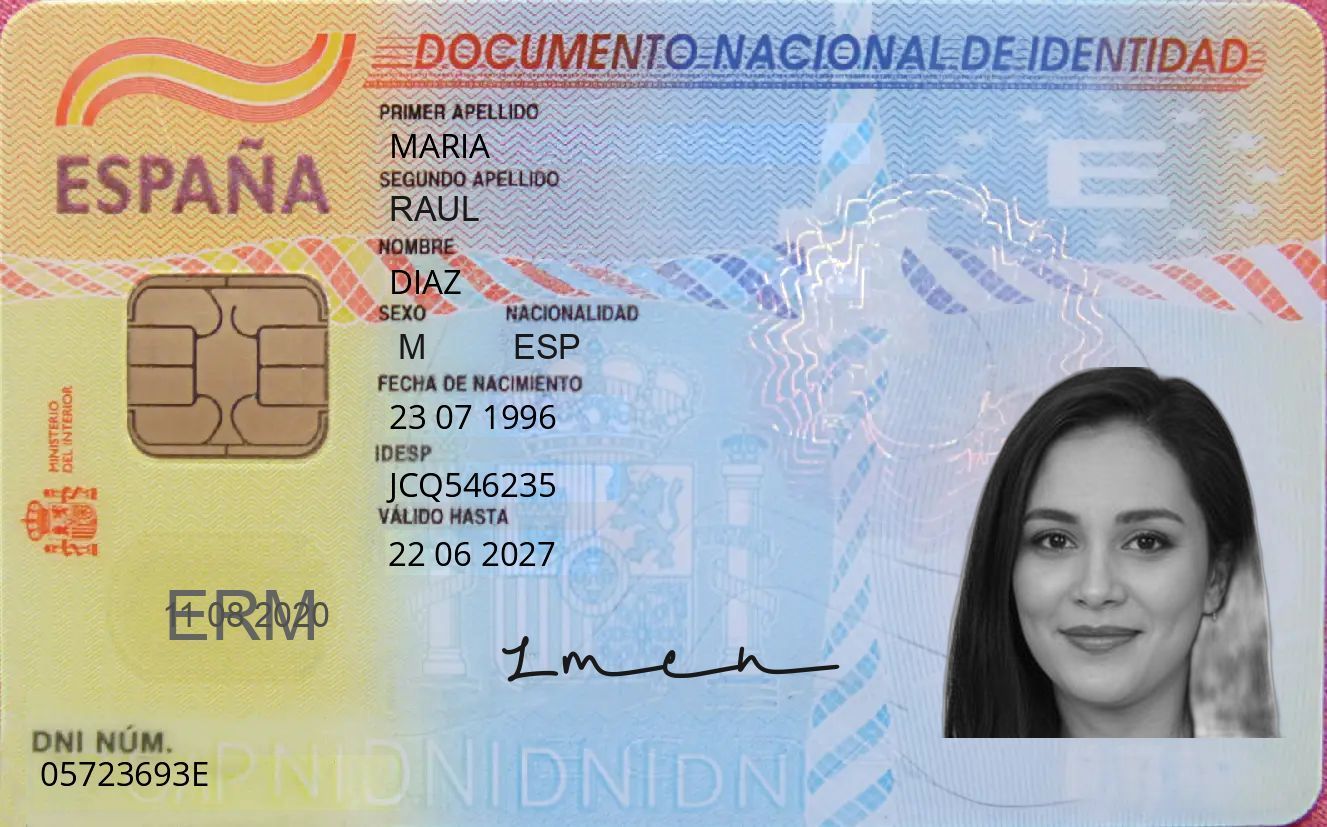 DOCUMENTO NACIONAL DE IDENTIDAD
ESPAÑA
PRIMER APELLIDO
MARIA
SEGUNDO APELLIDO
RAUL
NOMBRE
DIAZ
SEXO NACIONALIDAD
M ESP
FECHA DE NACIMIENTO
23 07 1996
IDESP
JCQ546235
VÁLIDO HASTA
22 06 2027
MINISTERIO
DEL INTERIOR
E
ERM
11 08 2020
DNI NÚM.
05723693E
DNIDNIDNIDN